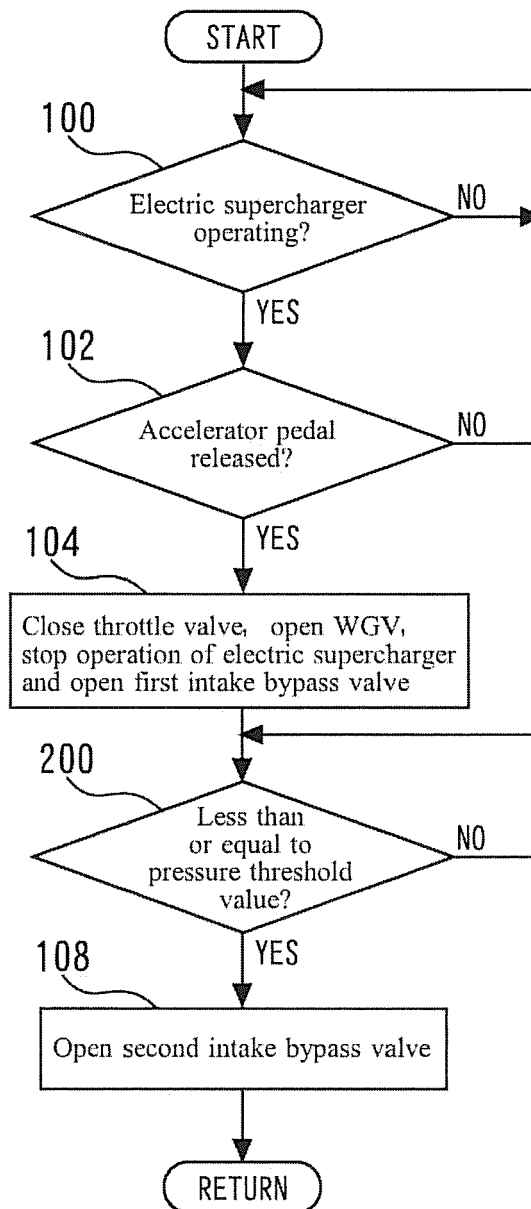 START
100
Electric supercharger
operating?
NO
YES
102
Accelerator pedal
released?
NO
YES
104
Close throttle valve, open WGV,
stop operation of electric supercharger
and open first intake bypass valve
200
Less than
or equal to
pressure threshold
value?
NO
YES
108
Open second intake bypass valve
RETURN